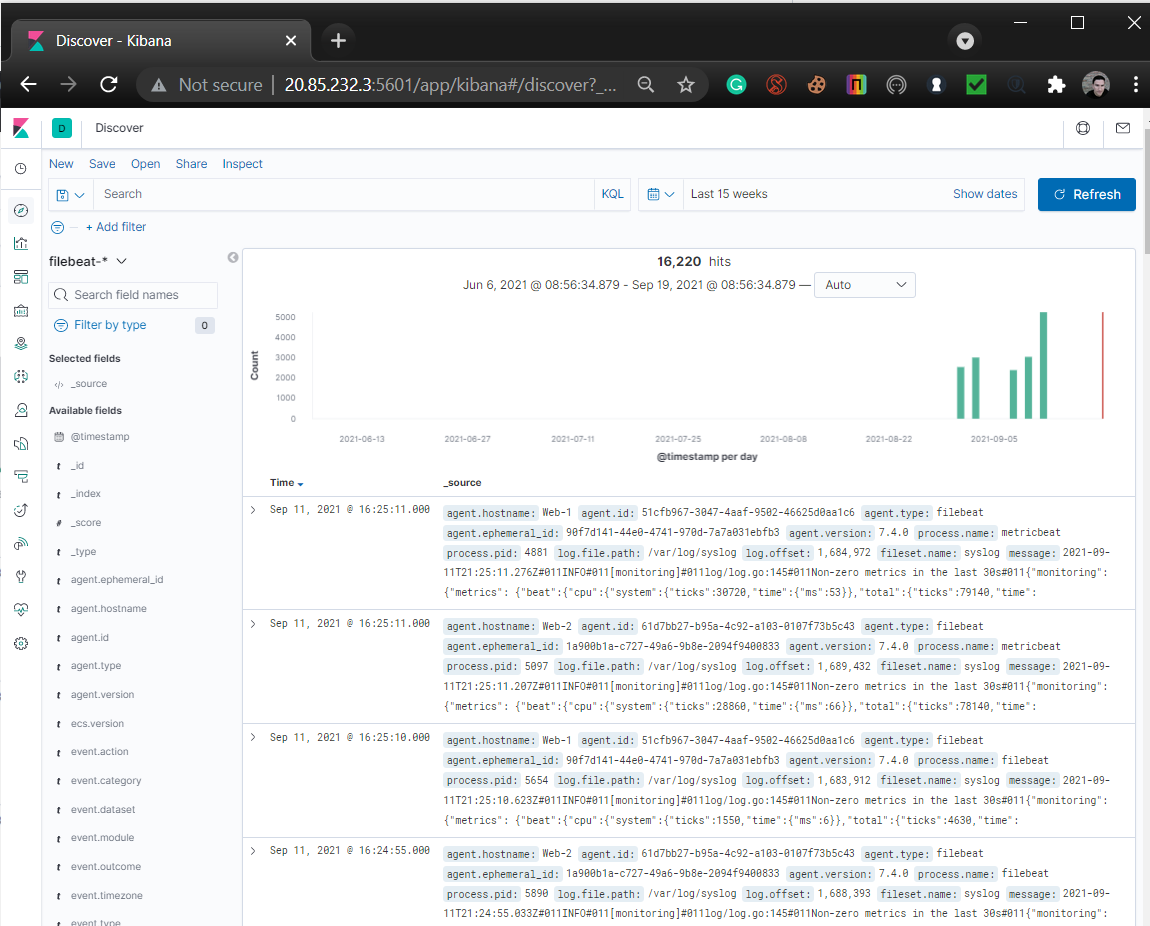 Discover - Kibana
Not secure | 20.85.232.3:5601/app/kibana#/discover?_...
D Discover
New Save Open Share Inspect
Search KQL Last 15 weeks Show dates Refresh
+ Add filter
filebeat-*
Search field names
Filter by type 0
Selected fields
</> _source
Available fields
@timestamp
t _id
t _index
# _score
t _type
t agent.ephemeral_id
t agent.hostname
t agent.id
t agent.type
t agent.version
t ecs.version
t event.action
t event.category
t event.dataset
t event.module
t event.outcome
t event.timezone
t event.type
16,220 hits
Jun 6, 2021 @ 08:56:34.879 - Sep 19, 2021 @ 08:56:34.879 — Auto
Count
5000
4000
3000
2000
1000
0
2021-06-13 2021-06-27 2021-07-11 2021-07-25 2021-08-08 2021-08-22 2021-09-05
@timestamp per day
Time _source
Sep 11, 2021 @ 16:25:11.000 agent.hostname: Web-1 agent.id: 51cfb967-3047-4aaf-9502-46625d0aa1c6 agent.type: filebeat
agent.ephemeral_id: 90f7d141-44e0-4741-970d-7a7a031ebfb3 agent.version: 7.4.0 process.name: metricbeat
process.pid: 4881 log.file.path: /var/log/syslog log.offset: 1,684,972 fileset.name: syslog message: 2021-09-
11T21:25:11.276Z#011INFO#011[monitoring]#011log/log.go:145#011Non-zero metrics in the last 30s#011{"monitoring":
{"metrics": {"beat":{"cpu":{"system":{"ticks":30720,"time":{"ms":53}},"total":{"ticks":79140,"time":
Sep 11, 2021 @ 16:25:11.000 agent.hostname: Web-2 agent.id: 61d7bb27-b95a-4c92-a103-0107f73b5c43 agent.type: filebeat
agent.ephemeral_id: 1a900b1a-c727-49a6-9b8e-2094f9400833 agent.version: 7.4.0 process.name: metricbeat
process.pid: 5097 log.file.path: /var/log/syslog log.offset: 1,689,432 fileset.name: syslog message: 2021-09-
11T21:25:11.207Z#011INFO#011[monitoring]#011log/log.go:145#011Non-zero metrics in the last 30s#011{"monitoring":
{"metrics": {"beat":{"cpu":{"system":{"ticks":28860,"time":{"ms":66}},"total":{"ticks":78140,"time":
Sep 11, 2021 @ 16:25:10.000 agent.hostname: Web-1 agent.id: 51cfb967-3047-4aaf-9502-46625d0aa1c6 agent.type: filebeat
agent.ephemeral_id: 90f7d141-44e0-4741-970d-7a7a031ebfb3 agent.version: 7.4.0 process.name: filebeat
process.pid: 5654 log.file.path: /var/log/syslog log.offset: 1,683,912 fileset.name: syslog message: 2021-09-
11T21:25:10.623Z#011INFO#011[monitoring]#011log/log.go:145#011Non-zero metrics in the last 30s#011{"monitoring":
{"metrics": {"beat":{"cpu":{"system":{"ticks":1550,"time":{"ms":6}},"total":{"ticks":4630,"time":
Sep 11, 2021 @ 16:24:55.000 agent.hostname: Web-2 agent.id: 61d7bb27-b95a-4c92-a103-0107f73b5c43 agent.type: filebeat
agent.ephemeral_id: 1a900b1a-c727-49a6-9b8e-2094f9400833 agent.version: 7.4.0 process.name: filebeat
process.pid: 5890 log.file.path: /var/log/syslog log.offset: 1,688,393 fileset.name: syslog message: 2021-09-
11T21:24:55.033Z#011INFO#011[monitoring]#011log/log.go:145#011Non-zero metrics in the last 30s#011{"monitoring":